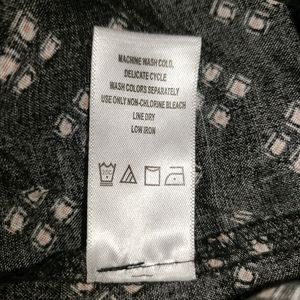 MACHINE WASH COLD,
DELICATE CYCLE
WASH COLORS SEPARATELY
USE ONLY NON-CHLORINE BLEACH
LINE DRY
LOW IRON